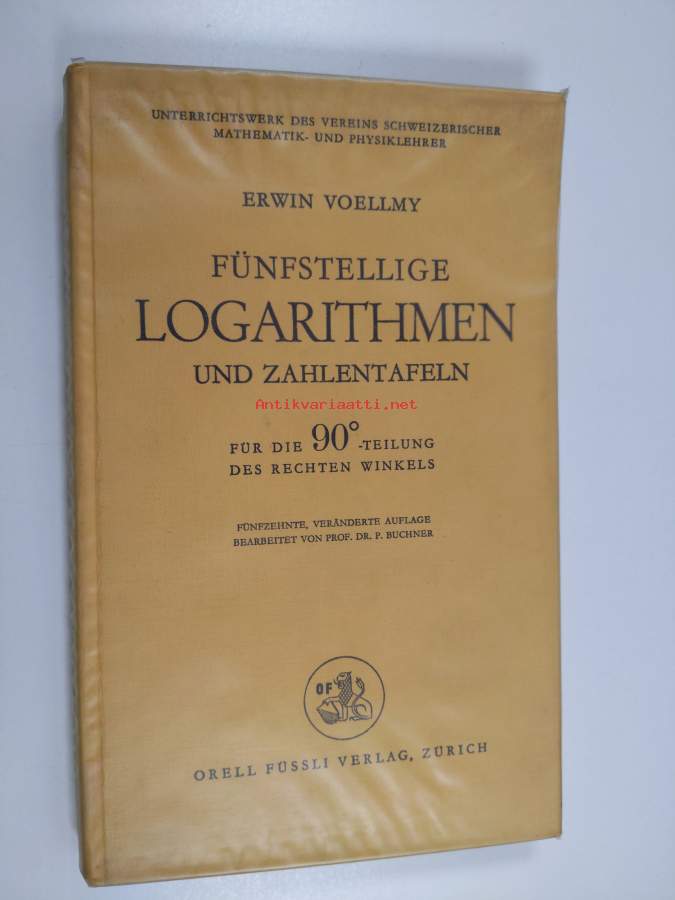 UNTERRICHTSWERK DES VEREINS SCHWEIZERISCHER
MATHEMATIK- UND PHYSIKLEHRER
ERWIN VOELLMY
FÜNFSTELLIGE
LOGARITHMEN
UND ZAHLENTAFELN
Antikvariaatti.net
FÜR DIE 90°-TEILUNG
DES RECHTEN WINKELS
FÜNFZEHNTE, VERÄNDERTE AUFLAGE
BEARBEITET VON PROF. DR. P. BUCHNER
OF
ORELL FÜSSLI VERLAG, ZÜRICH